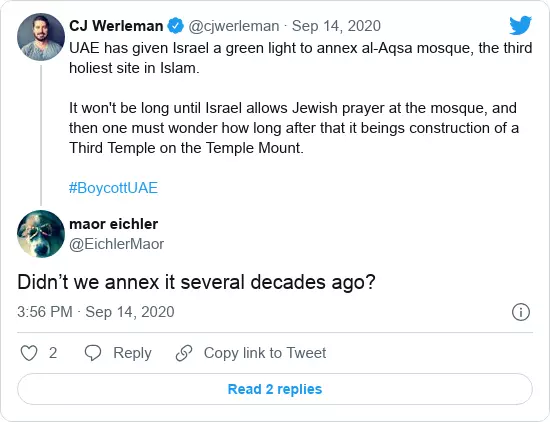 CJ Werleman @cjwerleman · Sep 14, 2020
UAE has given Israel a green light to annex al-Aqsa mosque, the third
holiest site in Islam.
It won't be long until Israel allows Jewish prayer at the mosque, and
then one must wonder how long after that it beings construction of a
Third Temple on the Temple Mount.
#BoycottUAE
maor eichler
@EichlerMaor
Didn’t we annex it several decades ago?
3:56 PM · Sep 14, 2020
2 Reply Copy link to Tweet
Read 2 replies